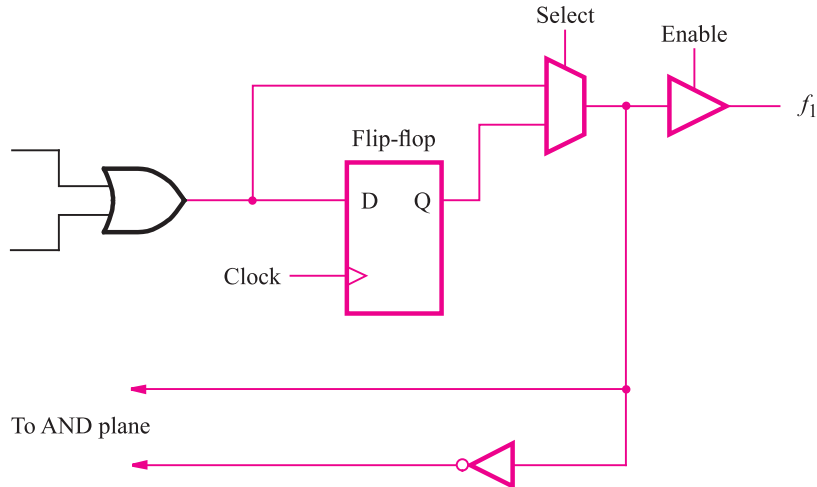 Select
Enable
f1
Flip-flop
D Q
Clock
To AND plane